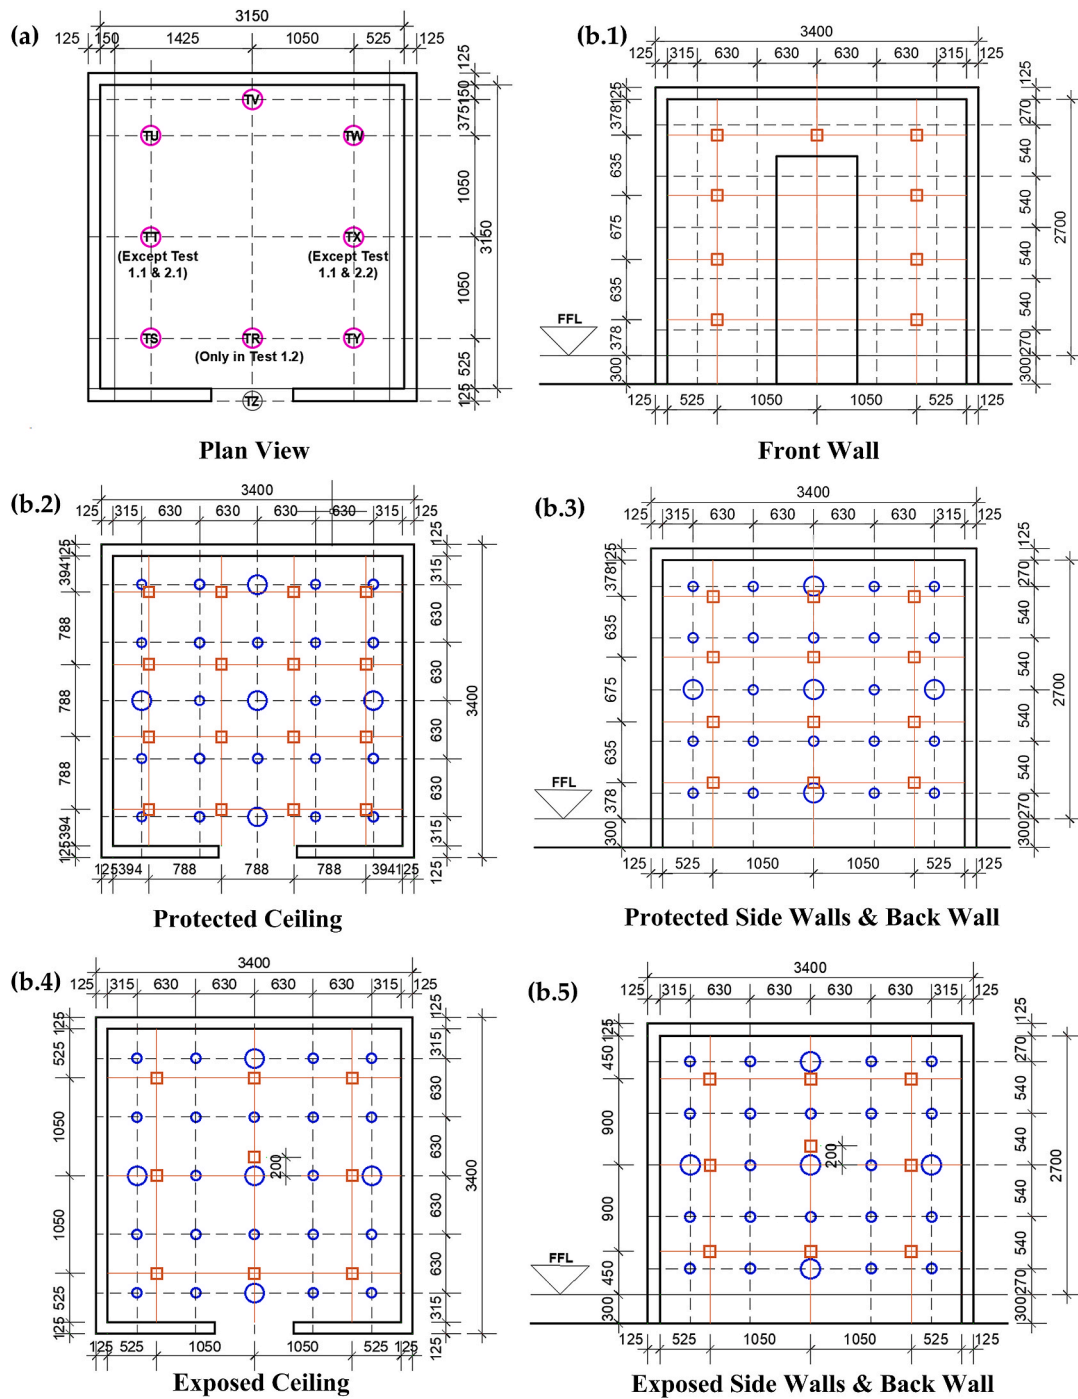 (a)
3150
125 150 1425 1050 525 125
125
150
375
1050
3150
1050
525
125
TV
TU
TW
TT
TX
(Except Test
1.1 & 2.1)
(Except Test
1.1 & 2.2)
TS
TR
TY
(Only in Test 1.2)
TZ
Plan View
(b.1)
3400
125 315 630 630 630 630 315 125
125
378
635
675
635
378
300
125
270
540
540
540
540
270
300
2700
FFL
125 525 1050 1050 525 125
Front Wall
(b.2)
3400
125 315 630 630 630 630 315 125
125
394
788
788
788
394
125
125
315
630
630
630
630
315
125
3400
125 394 788 788 788 394 125
Protected Ceiling
(b.3)
3400
125 315 630 630 630 630 315 125
125
378
635
675
635
378
300
125
270
540
540
540
540
270
300
2700
FFL
125 525 1050 1050 525 125
Protected Side Walls & Back Wall
(b.4)
3400
125 315 630 630 630 630 315 125
125
525
1050
1050
525
125
125
315
630
630
630
630
315
125
3400
200
125 525 1050 1050 525 125
Exposed Ceiling
(b.5)
3400
125 315 630 630 630 630 315 125
125
450
900
900
450
300
125
270
540
540
540
540
270
300
2700
200
FFL
125 525 1050 1050 525 125
Exposed Side Walls & Back Wall